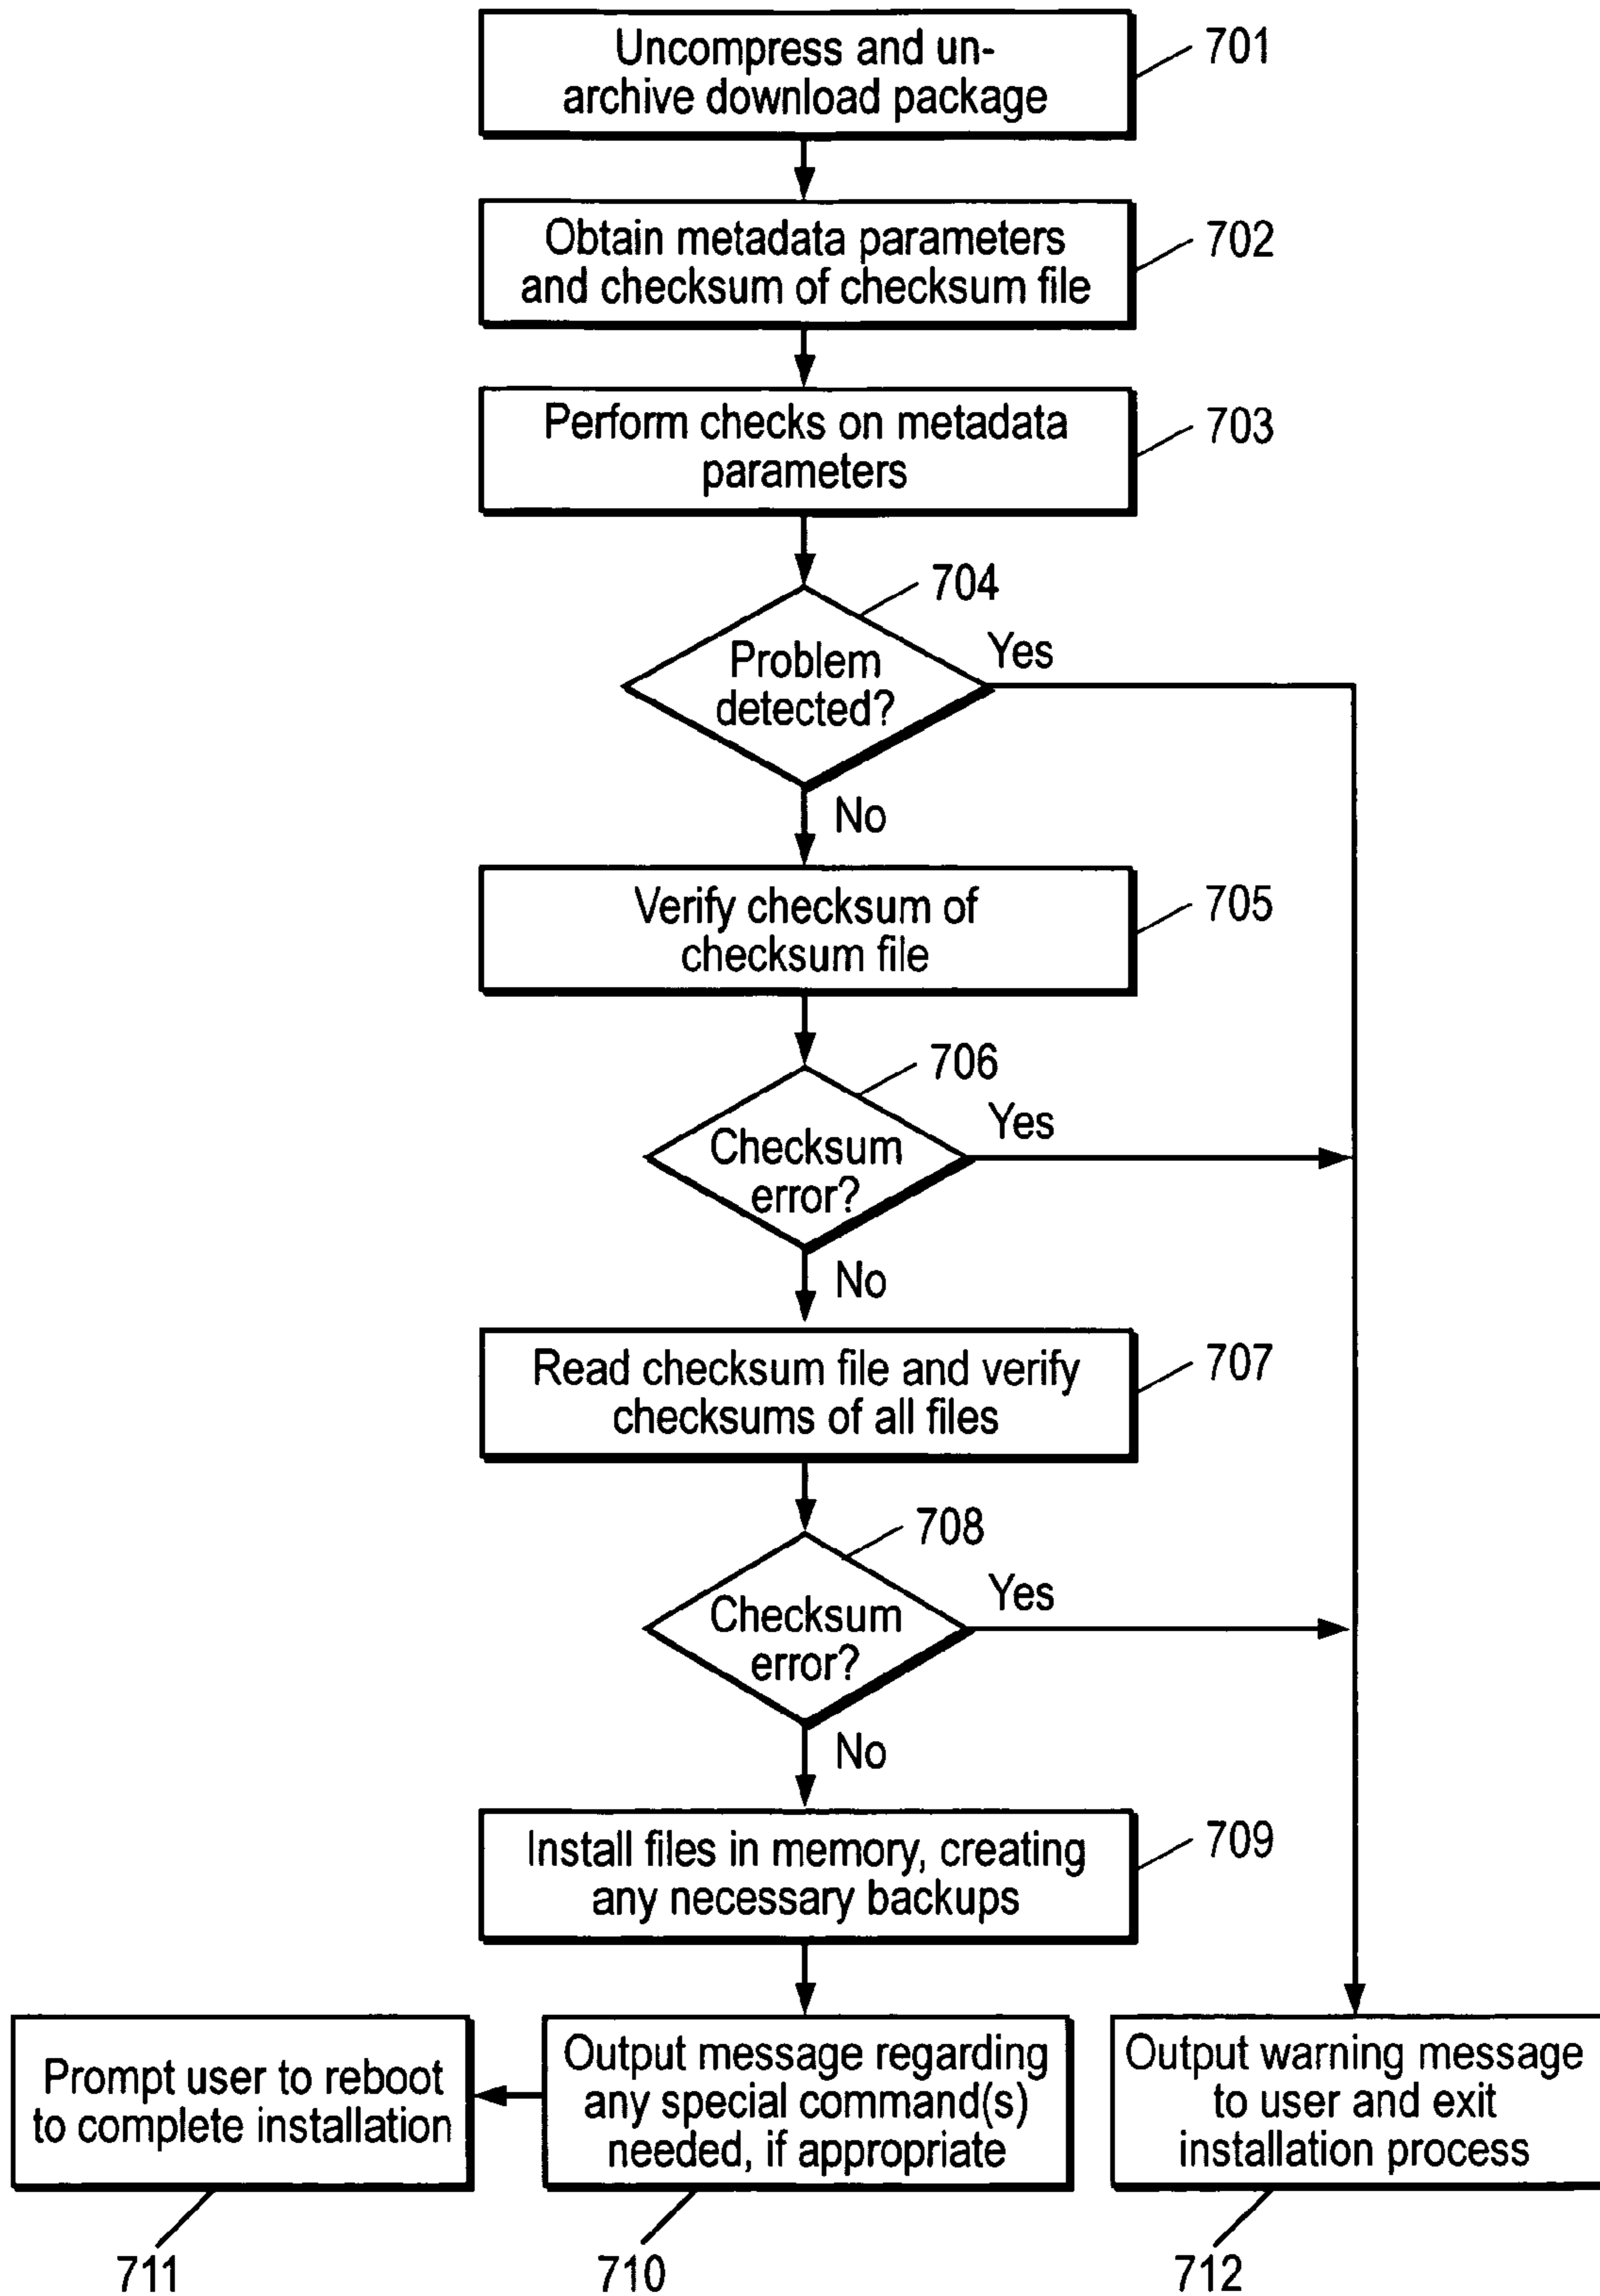 Uncompress and un-
archive download package
701
Obtain metadata parameters
and checksum of checksum file
702
Perform checks on metadata
parameters
703
704
Problem
detected?
Yes
No
Verify checksum of
checksum file
705
706
Checksum
error?
Yes
No
Read checksum file and verify
checksums of all files
707
708
Checksum
error?
Yes
No
Install files in memory, creating
any necessary backups
709
Prompt user to reboot
to complete installation
Output message regarding
any special command(s)
needed, if appropriate
Output warning message
to user and exit
installation process
711
710
712